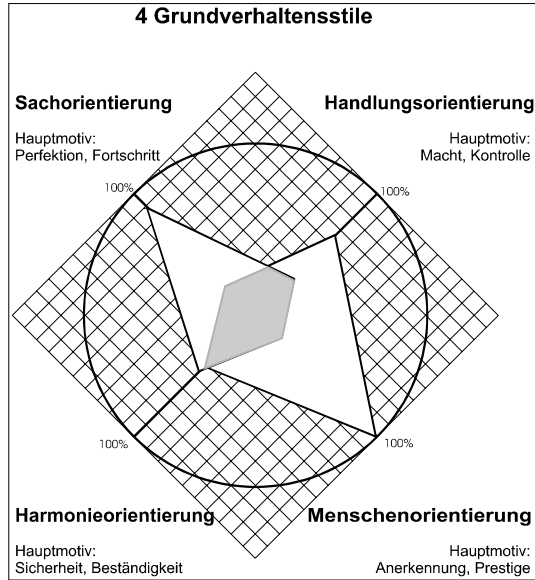 4 Grundverhaltensstile
Sachorientierung
Handlungsorientierung
Hauptmotiv:
Perfektion, Fortschritt
Hauptmotiv:
Macht, Kontrolle
100%
100%
100%
100%
Harmonieorientierung
Menschenorientierung
Hauptmotiv:
Sicherheit, Beständigkeit
Hauptmotiv:
Anerkennung, Prestige